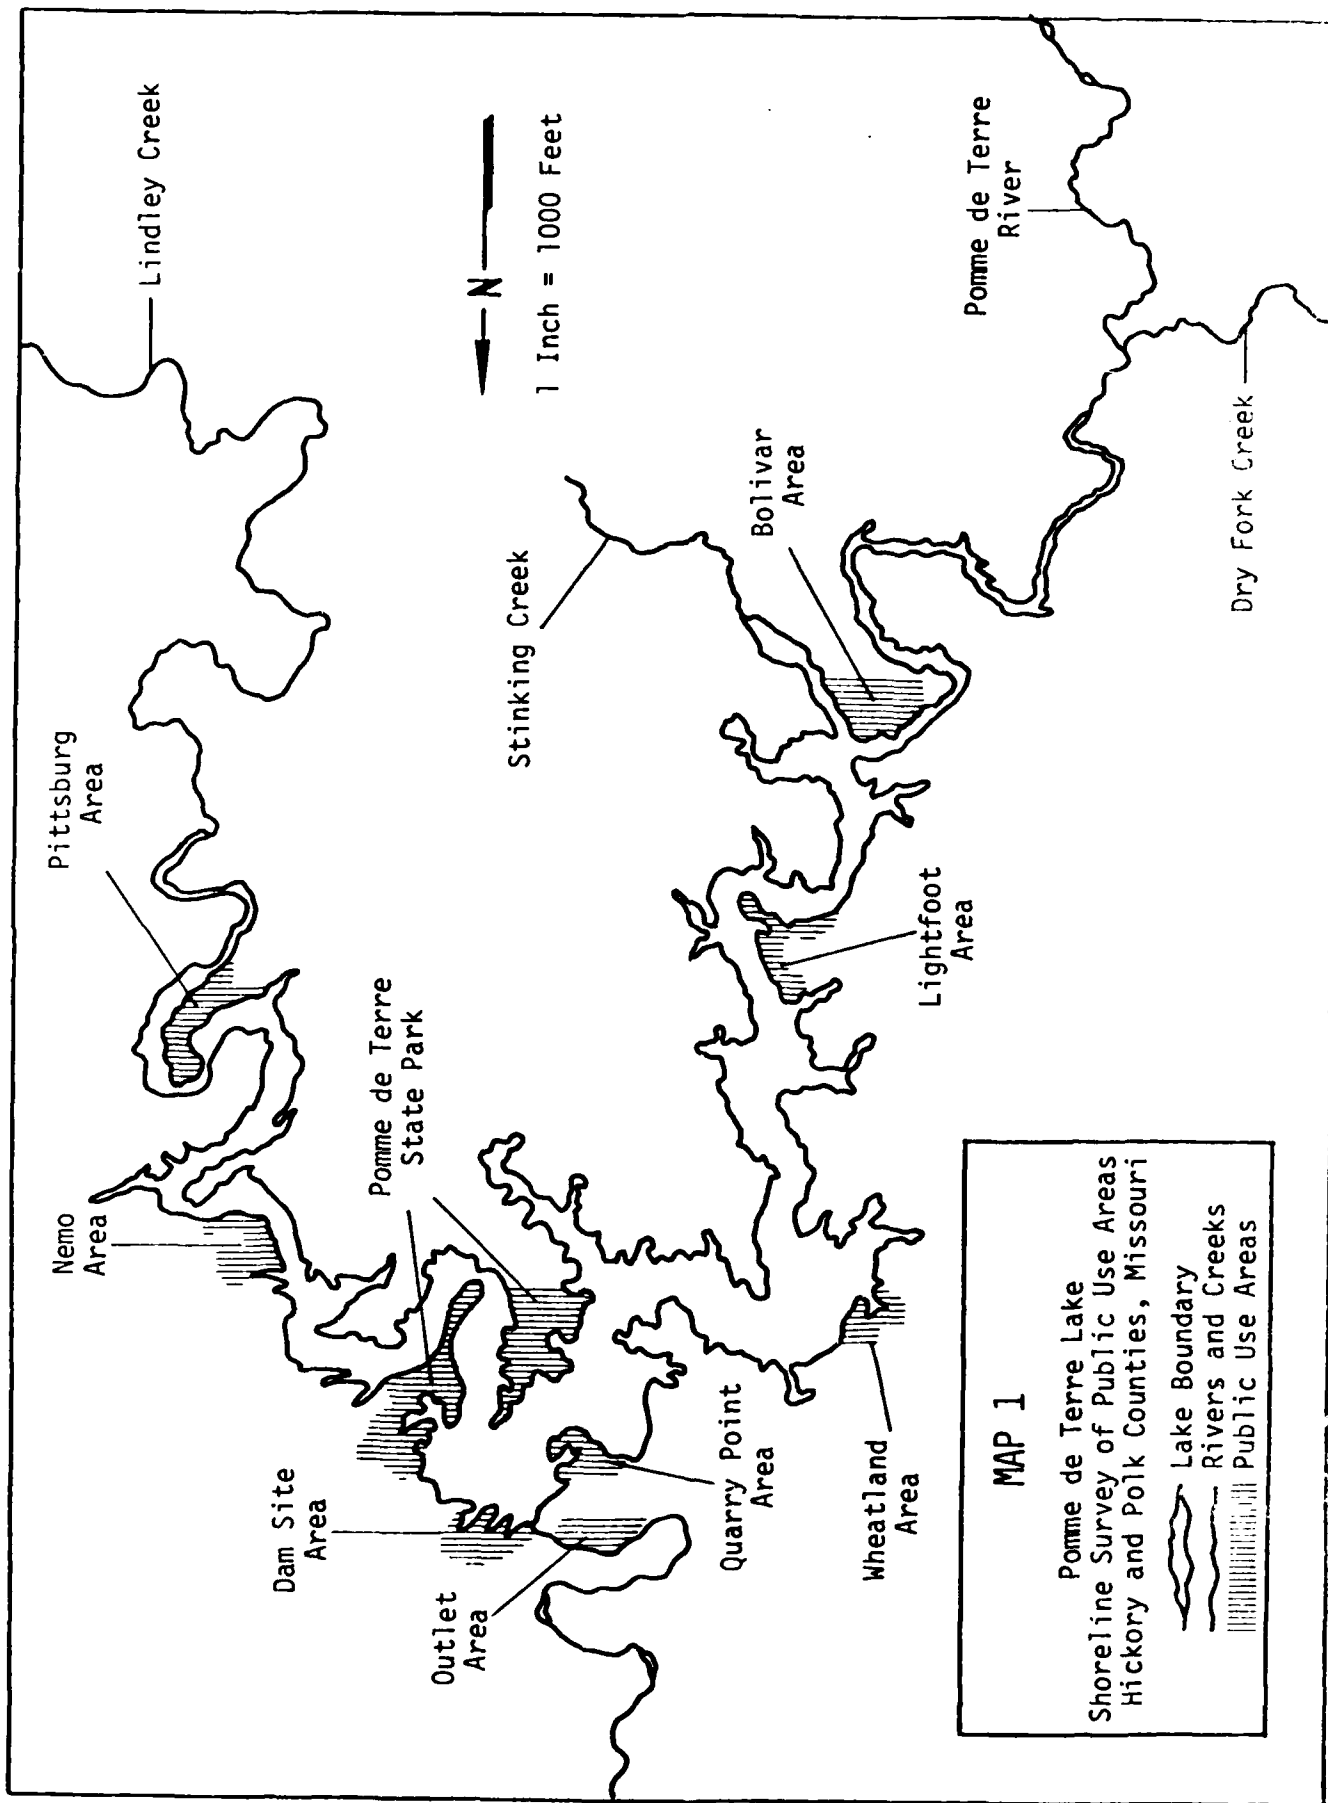 Lindley Creek
N
1 Inch = 1000 Feet
Pomme de Terre
River
Dry Fork Creek
Bolivar
Area
Stinking Creek
Pittsburg
Area
Lightfoot
Area
Pomme de Terre
State Park
Nemo
Area
Dam Site
Area
Outlet
Area
Quarry Point
Area
Wheatland
Area
MAP 1
Pomme de Terre Lake
Shoreline Survey of Public Use Areas
Hickory and Polk Counties, Missouri
Lake Boundary
Rivers and Creeks
Public Use Areas